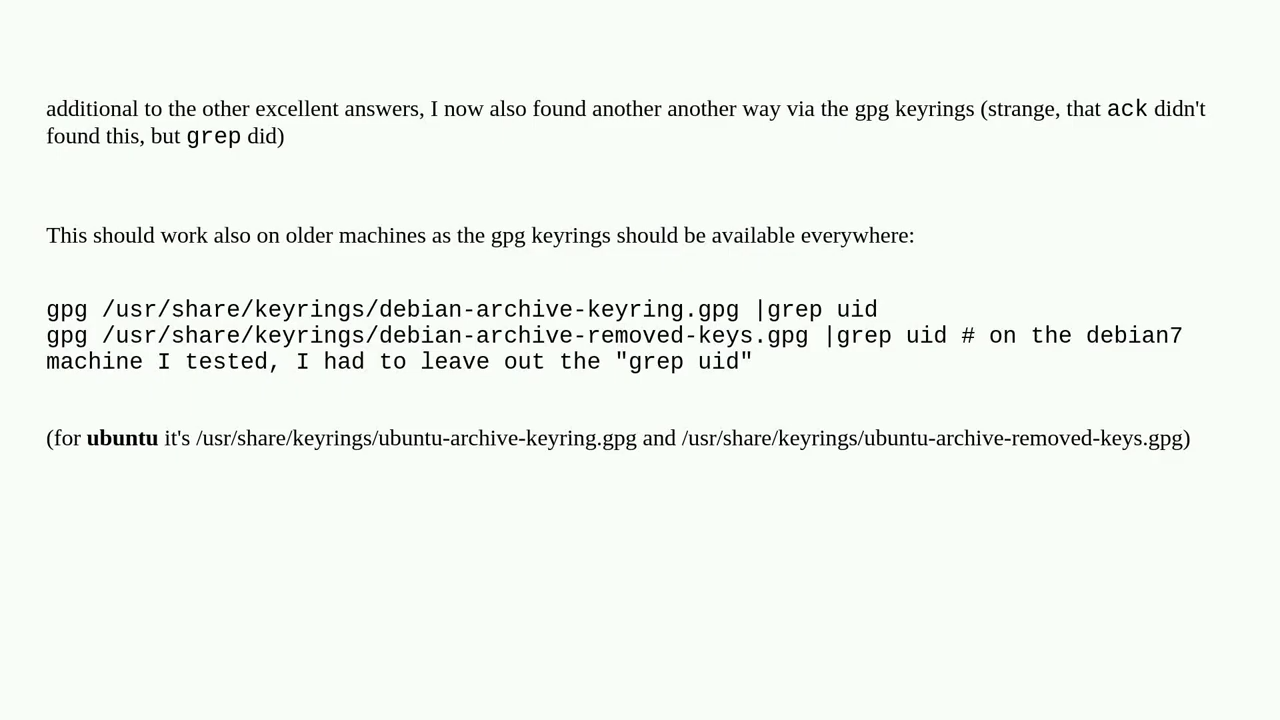 additional to the other excellent answers, I now also found another another way via the gpg keyrings (strange, that ack didn't
found this, but grep did)
This should work also on older machines as the gpg keyrings should be available everywhere:
gpg /usr/share/keyrings/debian-archive-keyring.gpg |grep uid
gpg /usr/share/keyrings/debian-archive-removed-keys.gpg |grep uid # on the debian7
machine I tested, I had to leave out the "grep uid"
(for ubuntu it's /usr/share/keyrings/ubuntu-archive-keyring.gpg and /usr/share/keyrings/ubuntu-archive-removed-keys.gpg)